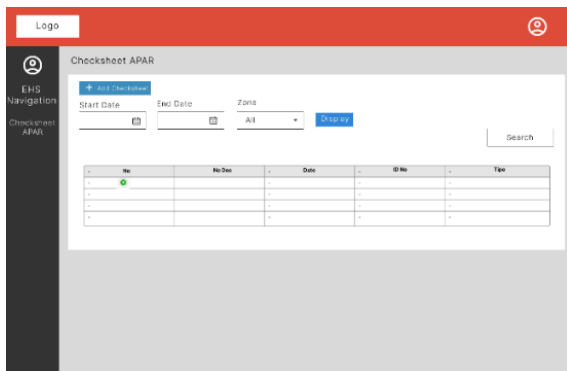 Logo
Checksheet APAR
EHS
Navigation
Checksheet
APAR
+ Add Checksheet
Start Date
End Date
Zona
All
Display
Search
No
No Doc
Date
ID No
Tipe